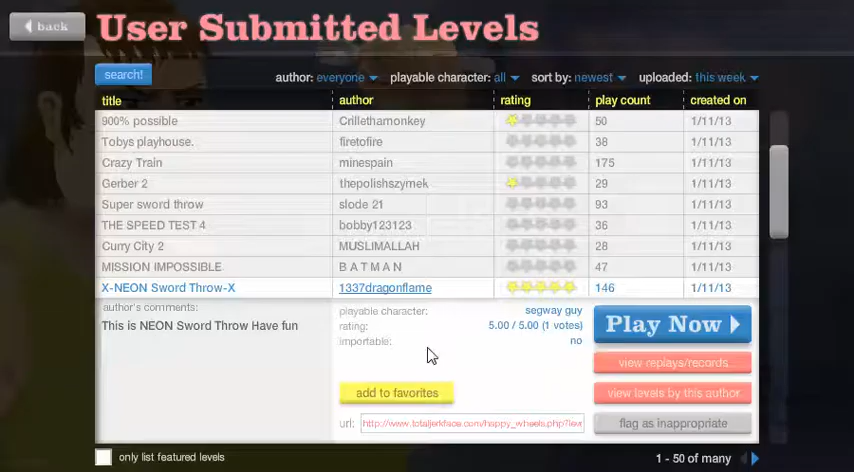 back
User Submitted Levels
search!
author: everyone playable character: all sort by: newest uploaded: this week
title author rating play count created on
900% possible Crillethamonkey 50 1/11/13
Tobys playhouse. firetofire 38 1/11/13
Crazy Train minespain 175 1/11/13
Gerber 2 thepolishszymek 29 1/11/13
Super sword throw slode 21 93 1/11/13
THE SPEED TEST 4 bobby123123 36 1/11/13
Curry City 2 MUSLIMALLAH 28 1/11/13
MISSION IMPOSSIBLE B A T M A N 47 1/11/13
X-NEON Sword Throw-X 1337dragonflame 146 1/11/13
author's comments:
This is NEON Sword Throw Have fun
playable character: segway guy
rating: 5.00 / 5.00 (1 votes)
importable: no
Play Now
view replays/records..
add to favorites
view levels by this author.
url: http://www.totaljerkface.com/happy_wheels.php?leve
flag as inappropriate
only list featured levels
1 - 50 of many